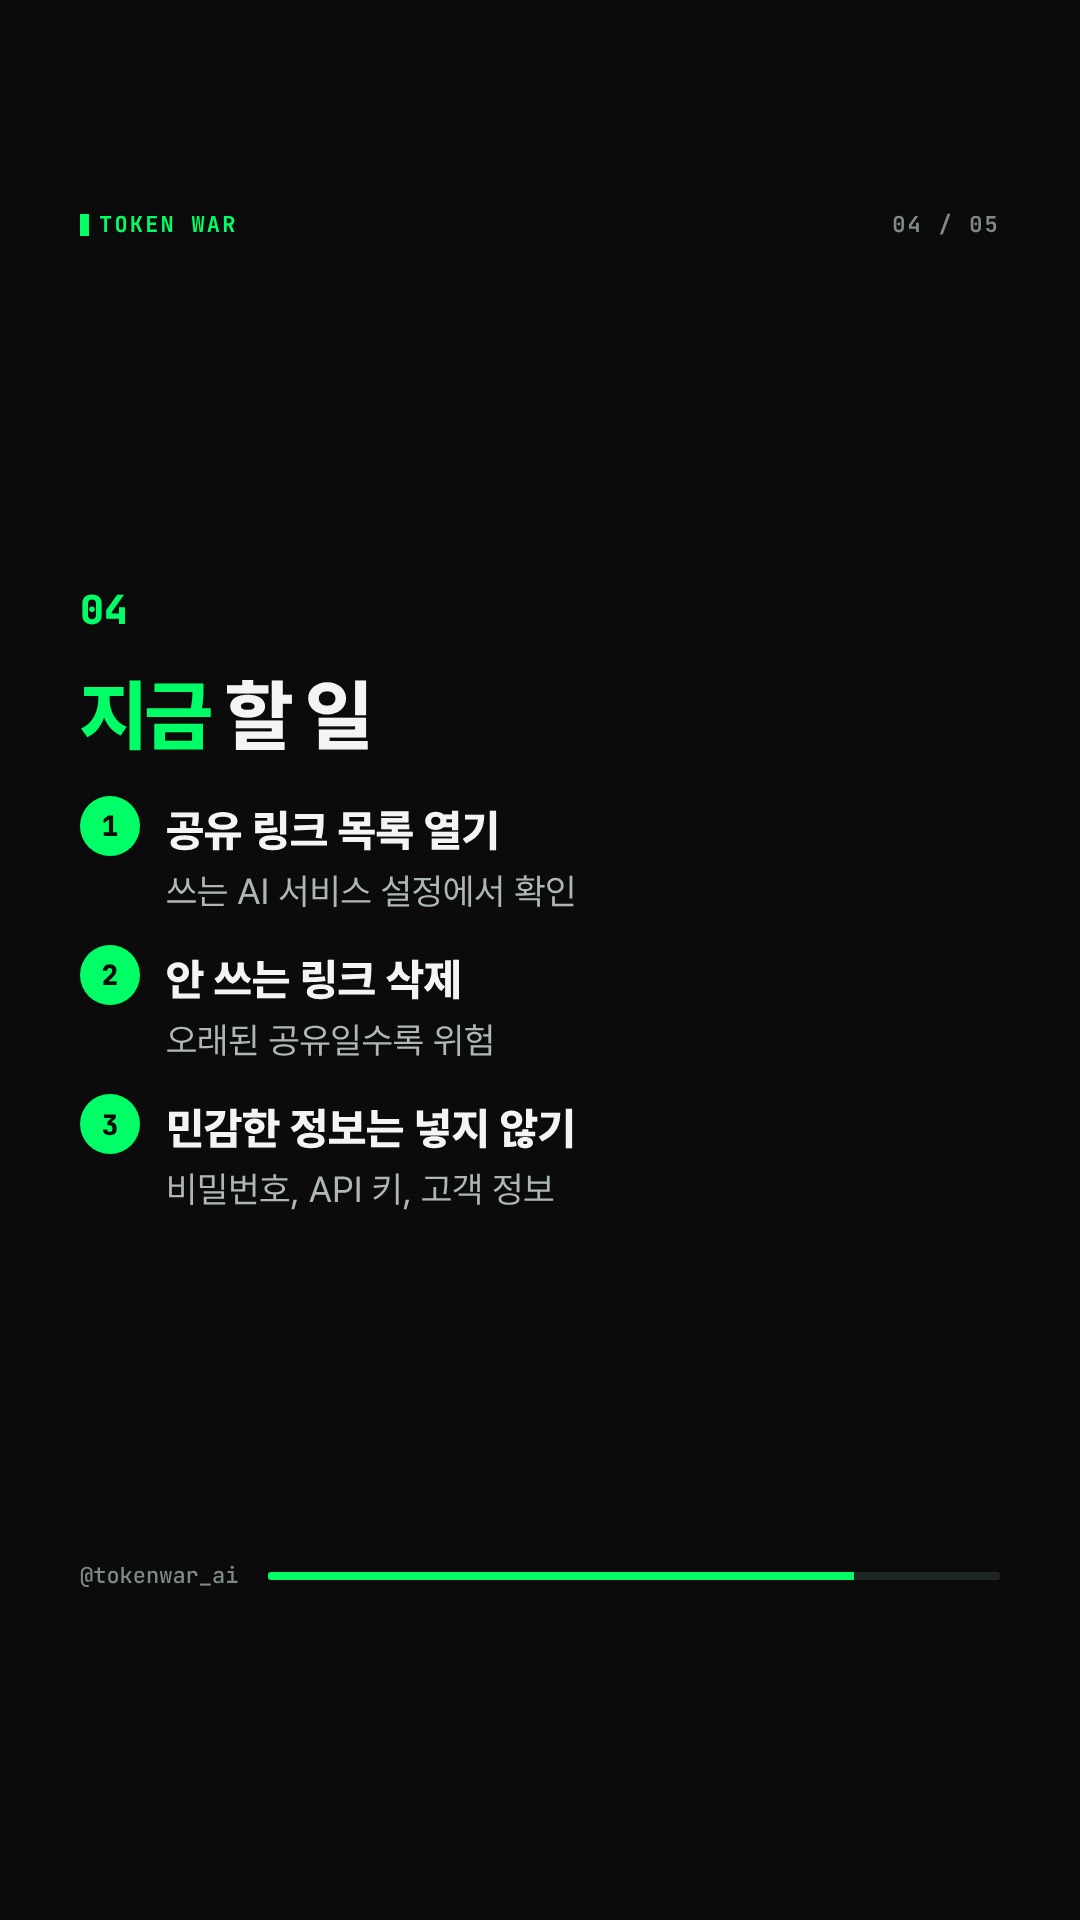 TOKEN WAR
04 / 05
04
지금 할 일
1 공유 링크 목록 열기
쓰는 AI 서비스 설정에서 확인
2 안 쓰는 링크 삭제
오래된 공유일수록 위험
3 민감한 정보는 넣지 않기
비밀번호, API 키, 고객 정보
@tokenwar_ai